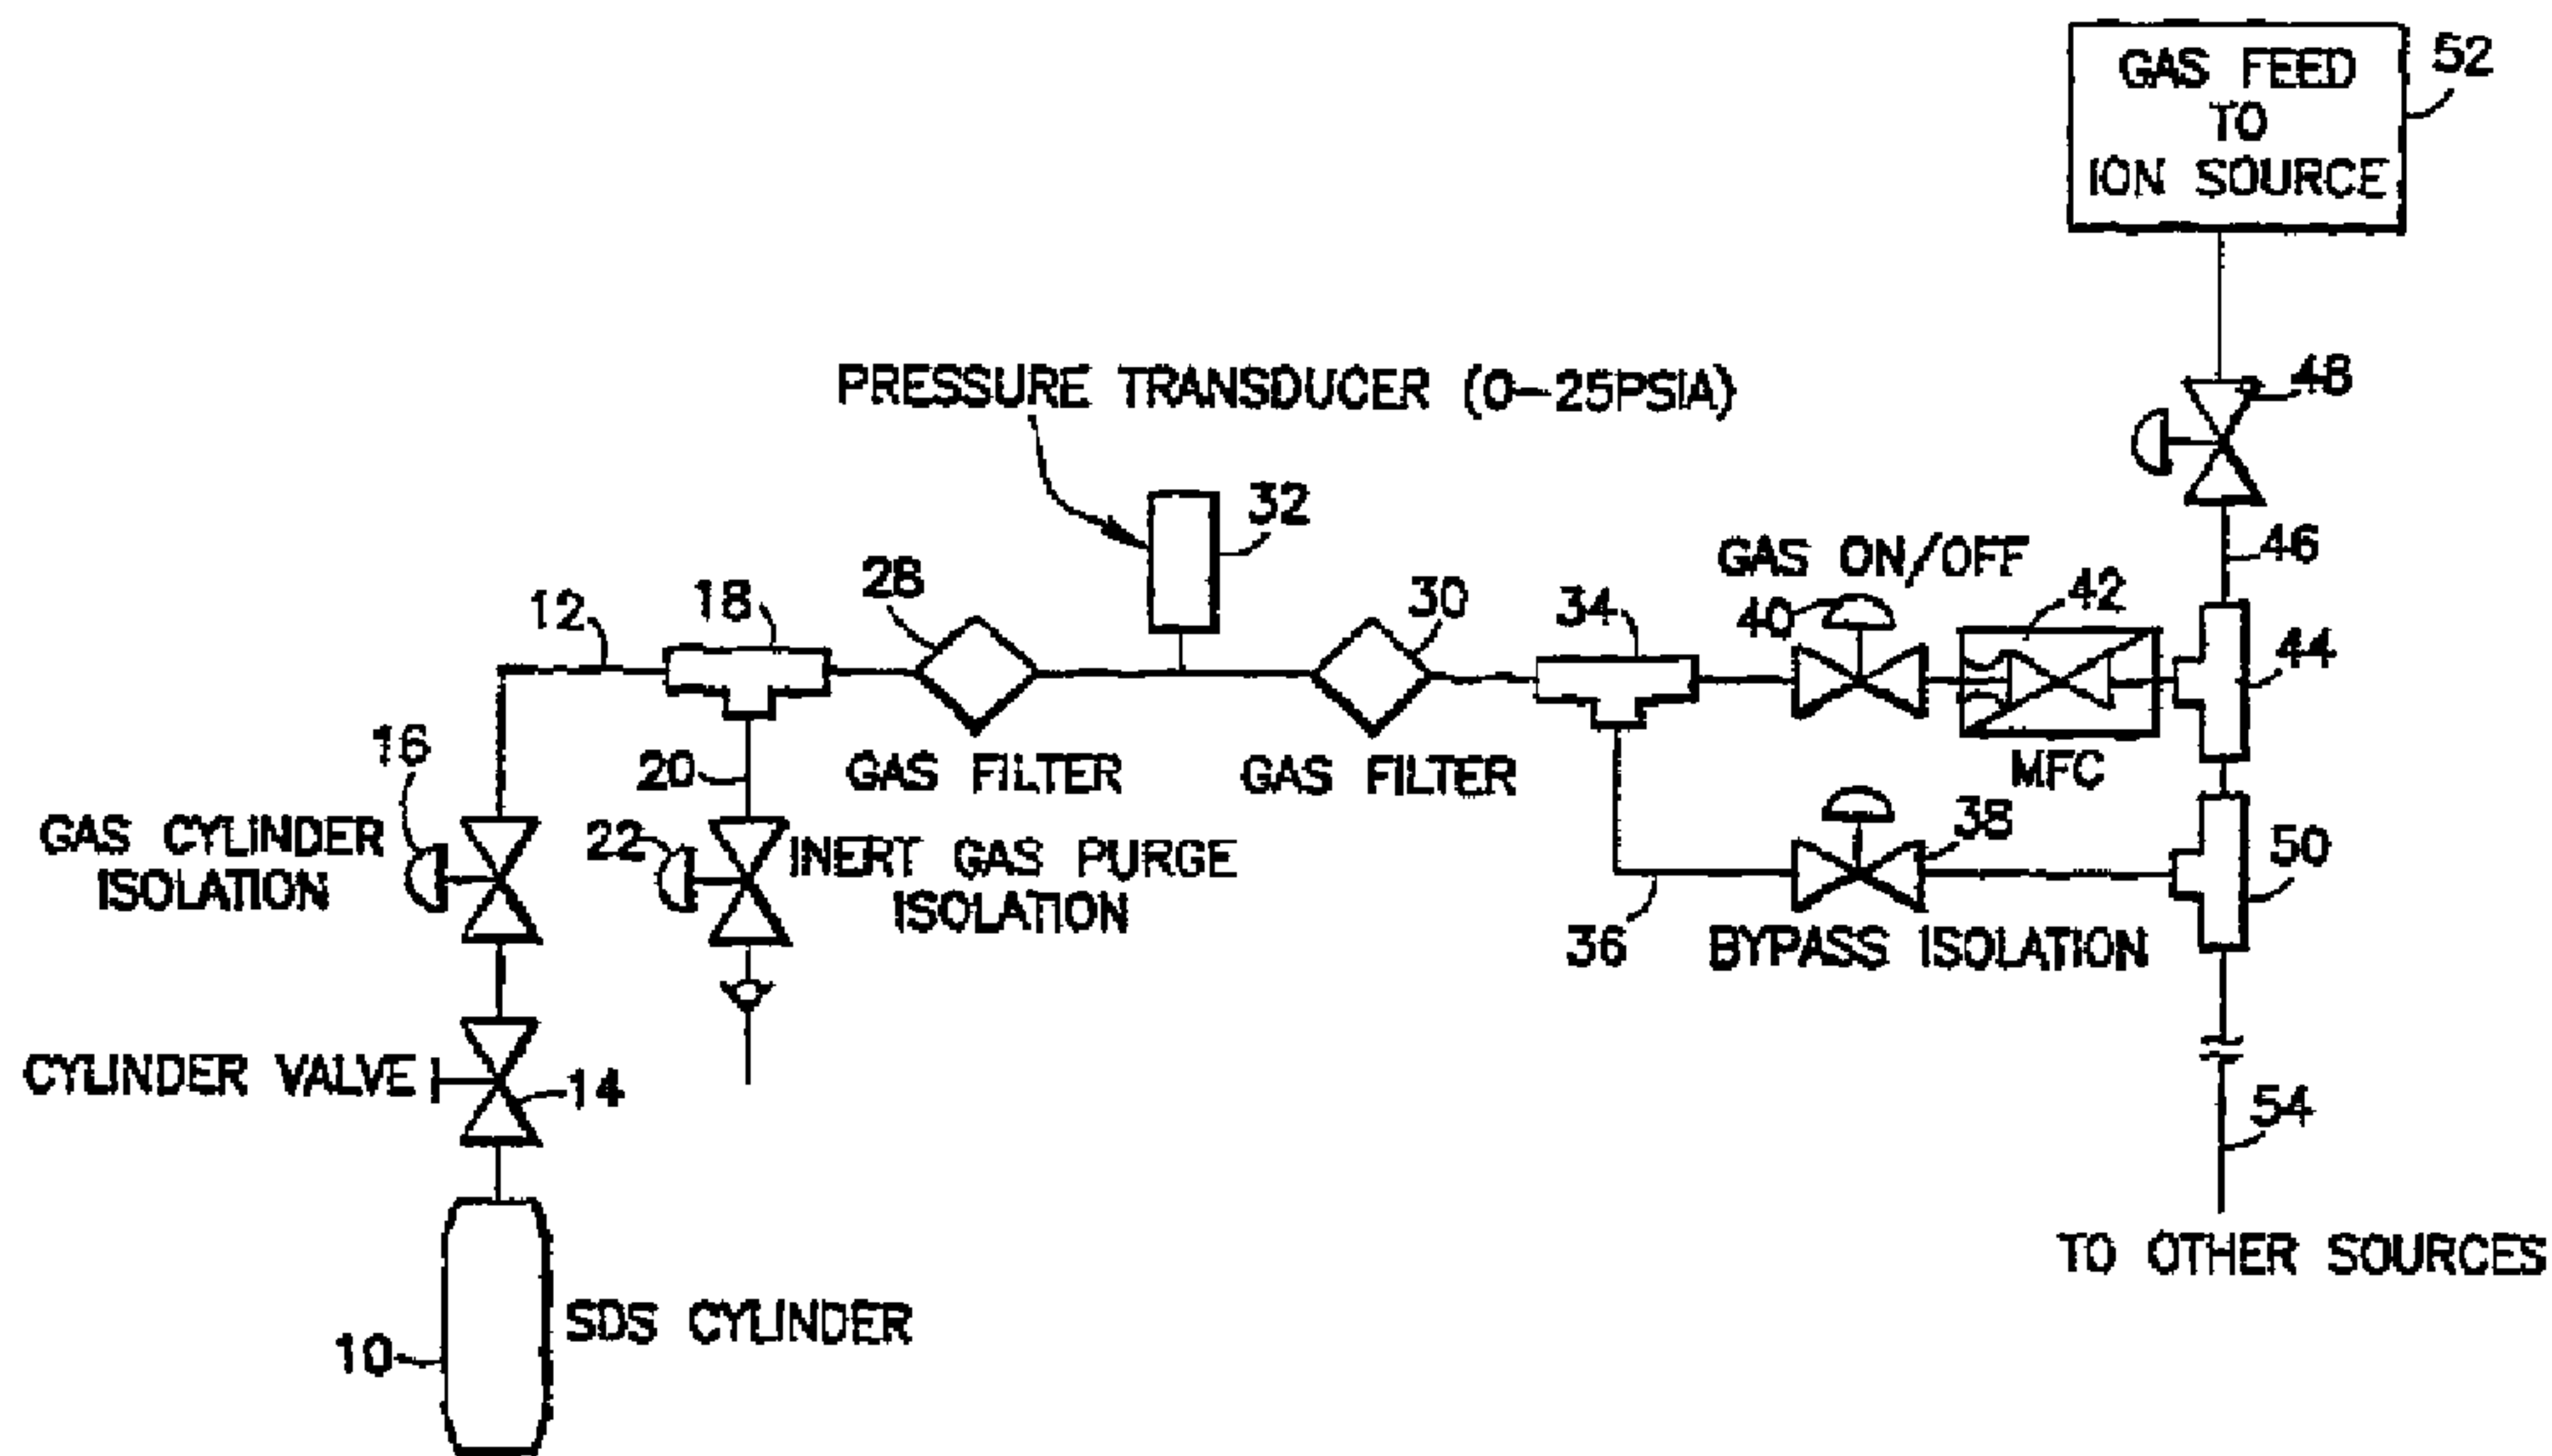 GAS FEED
TO
ION SOURCE
52
48
PRESSURE TRANSDUCER (0-25PSIA)
32
46
GAS ON/OFF
28
18
12
30
34
40
42
44
16
20
GAS FILTER
GAS FILTER
MFC
GAS CYLINDER
ISOLATION
22
INERT GAS PURGE
ISOLATION
38
50
36
BYPASS ISOLATION
CYLINDER VALVE
14
54
TO OTHER SOURCES
10
SDS CYLINDER